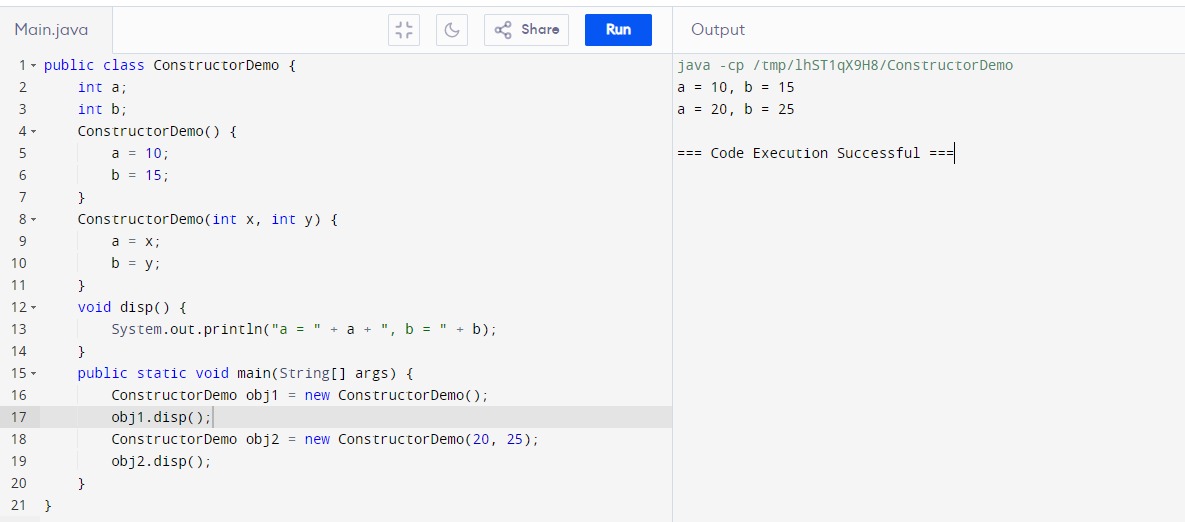 Main.java
Share
Run
Output
1 public class ConstructorDemo {
2     int a;
3     int b;
4     ConstructorDemo() {
5         a = 10;
6         b = 15;
7     }
8     ConstructorDemo(int x, int y) {
9         a = x;
10         b = y;
11     }
12     void disp() {
13         System.out.println("a = " + a + ", b = " + b);
14     }
15     public static void main(String[] args) {
16         ConstructorDemo obj1 = new ConstructorDemo();
17         obj1.disp();
18         ConstructorDemo obj2 = new ConstructorDemo(20, 25);
19         obj2.disp();
20     }
21 }
java -cp /tmp/lhST1qX9H8/ConstructorDemo
a = 10, b = 15
a = 20, b = 25
=== Code Execution Successful ===